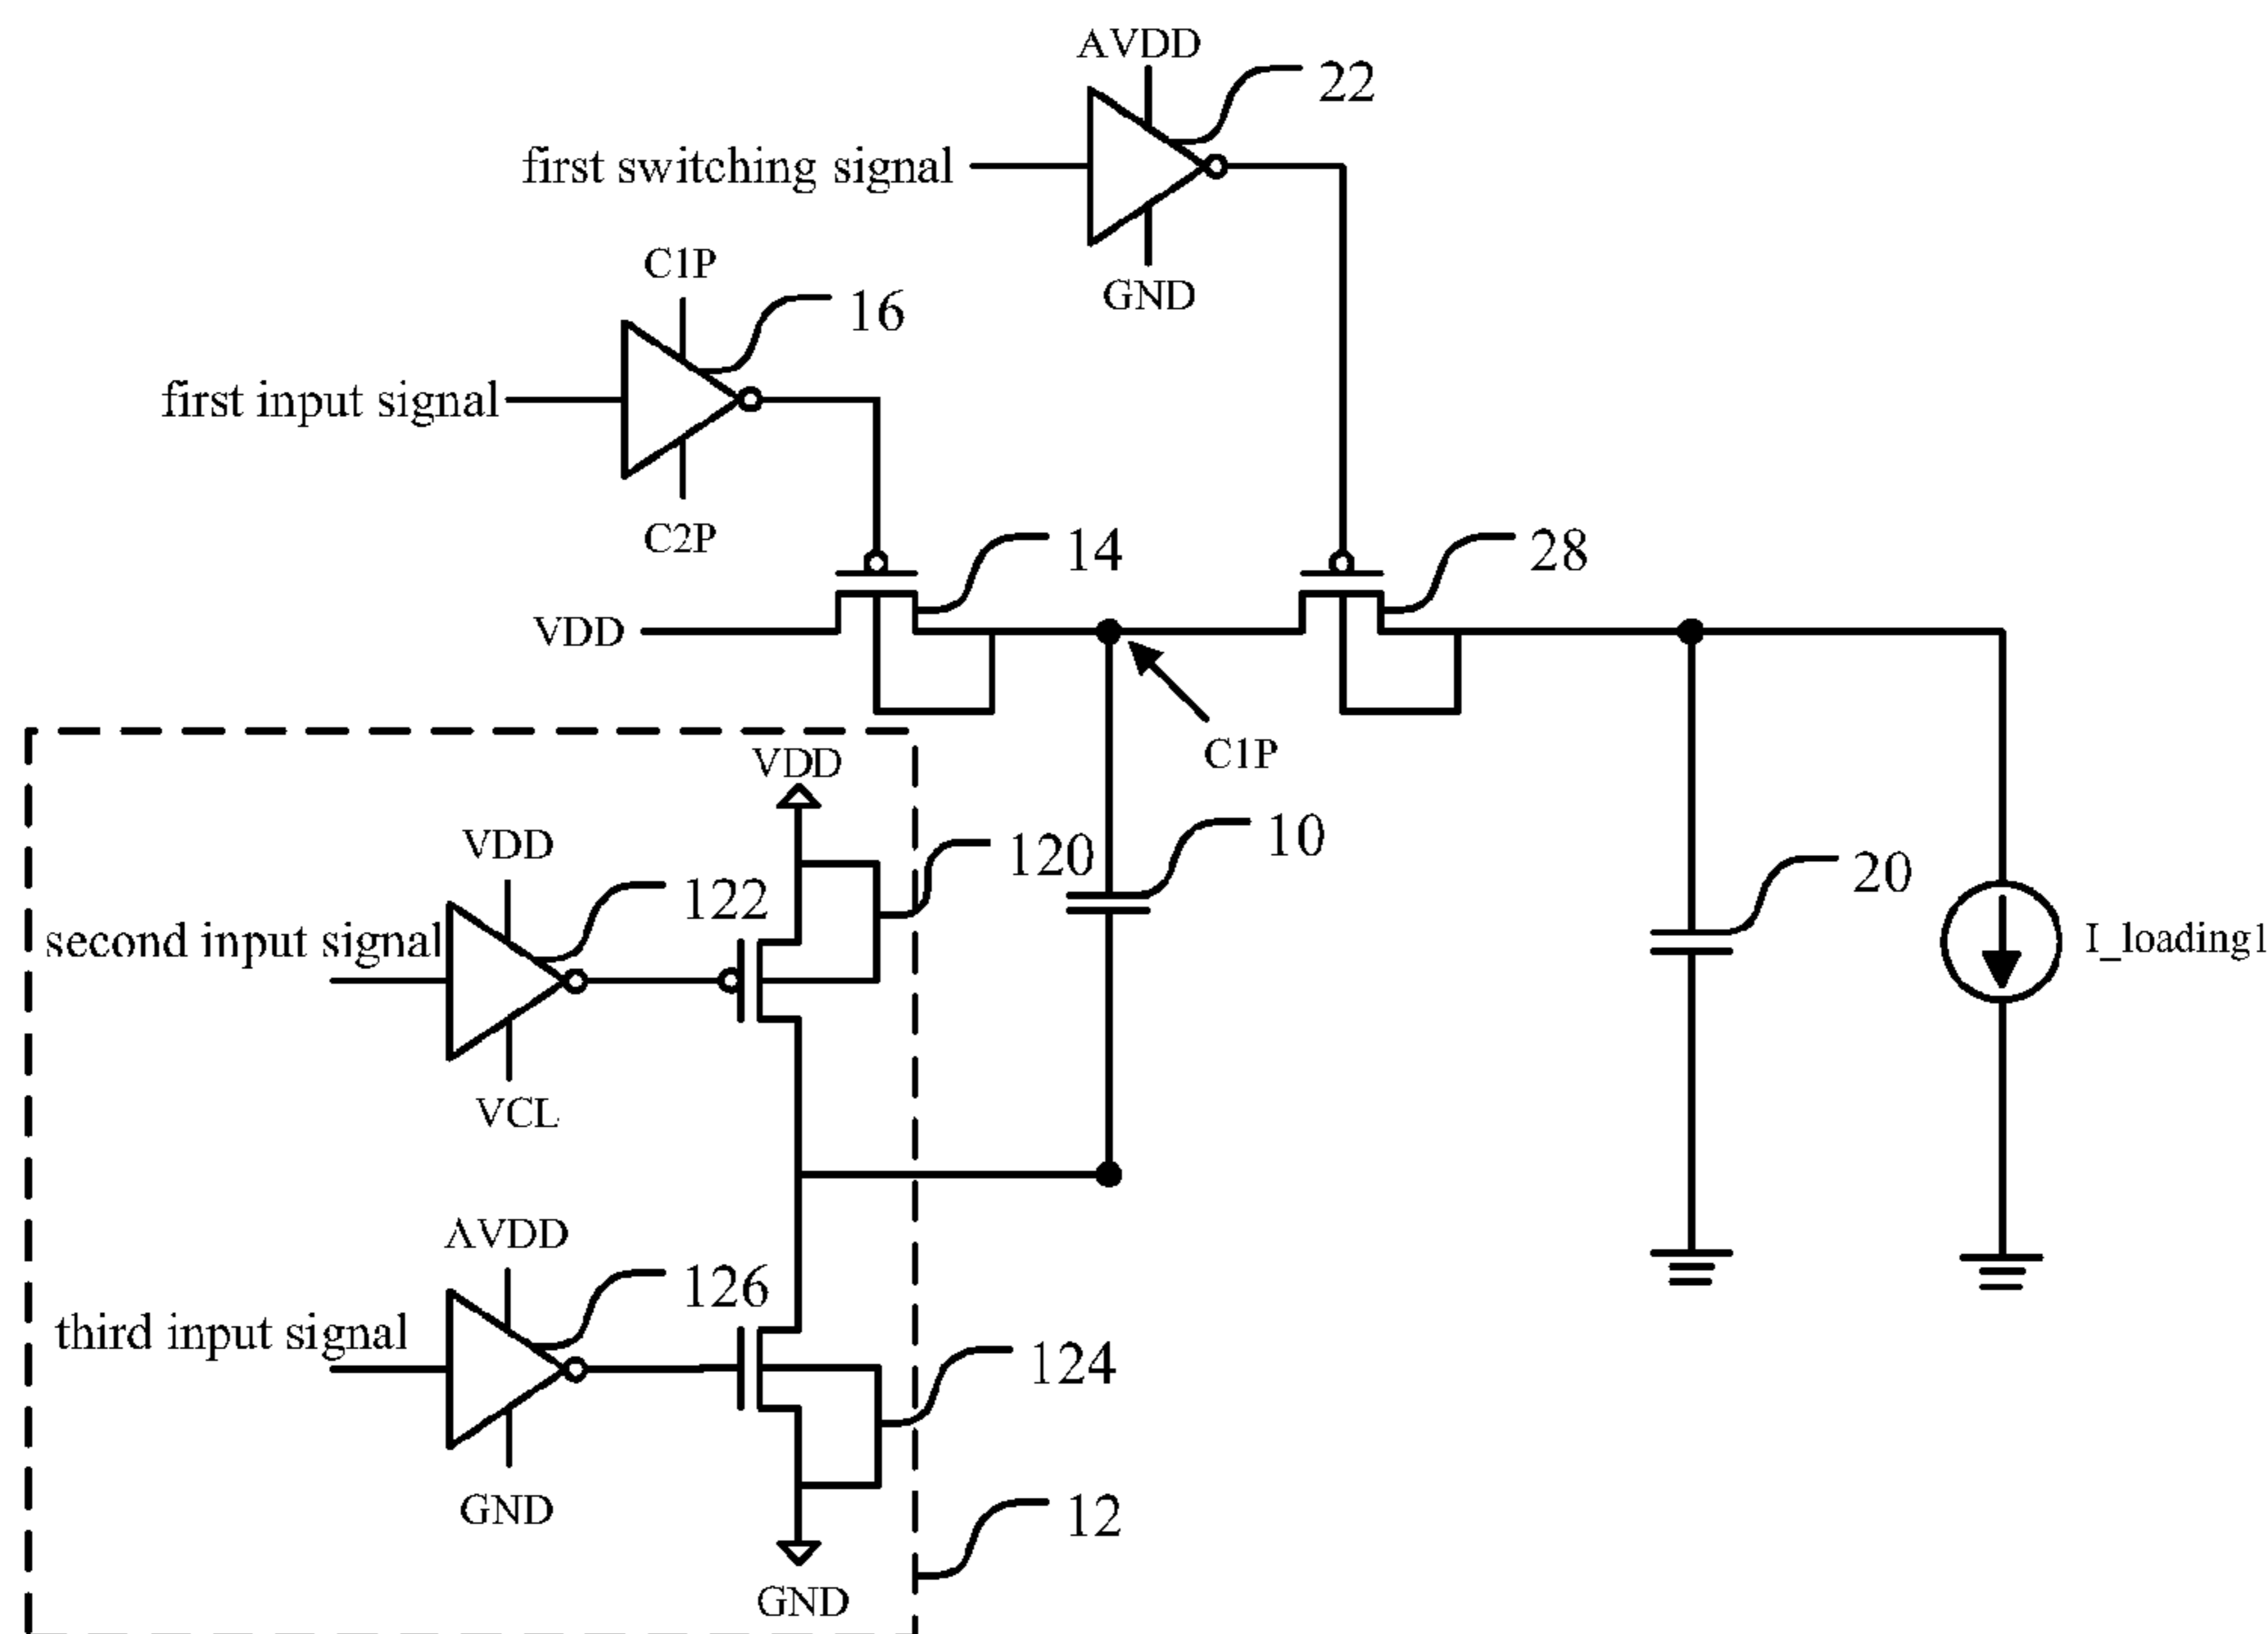 AVDD
22
first switching signal
GND
C1P
16
first input signal
C2P
14
28
VDD
C1P
VDD
VDD
120
10
122
second input signal
20
I_loading1
VCL
AVDD
126
third input signal
124
GND
12
GND